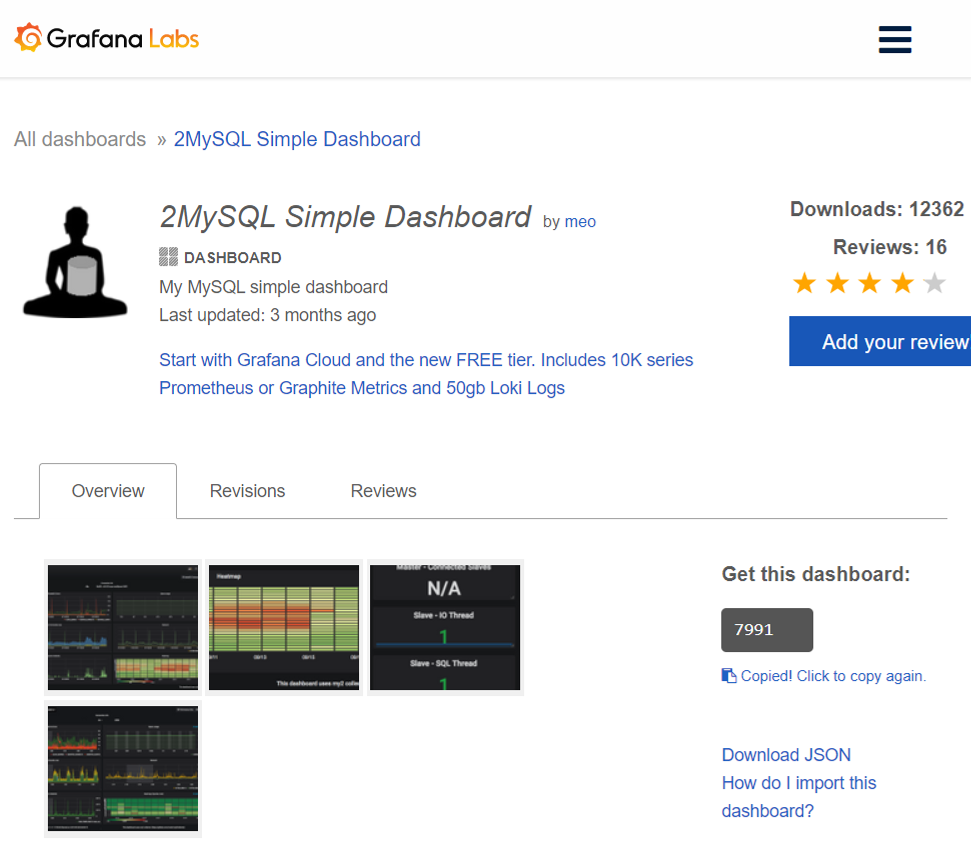 Grafana Labs
All dashboards » 2MySQL Simple Dashboard
2MySQL Simple Dashboard by meo
DASHBOARD
My MySQL simple dashboard
Last updated: 3 months ago
Start with Grafana Cloud and the new FREE tier. Includes 10K series
Prometheus or Graphite Metrics and 50gb Loki Logs
Downloads: 12362
Reviews: 16
Add your review
Overview Revisions Reviews
Heatmap
09/13 09/13
This dashboard uses my2
Master - Connected Slaves
N/A
Slave - IO Thread
1
Slave - SQL Thread
1
Get this dashboard:
7991
Copied! Click to copy again.
Download JSON
How do I import this
dashboard?